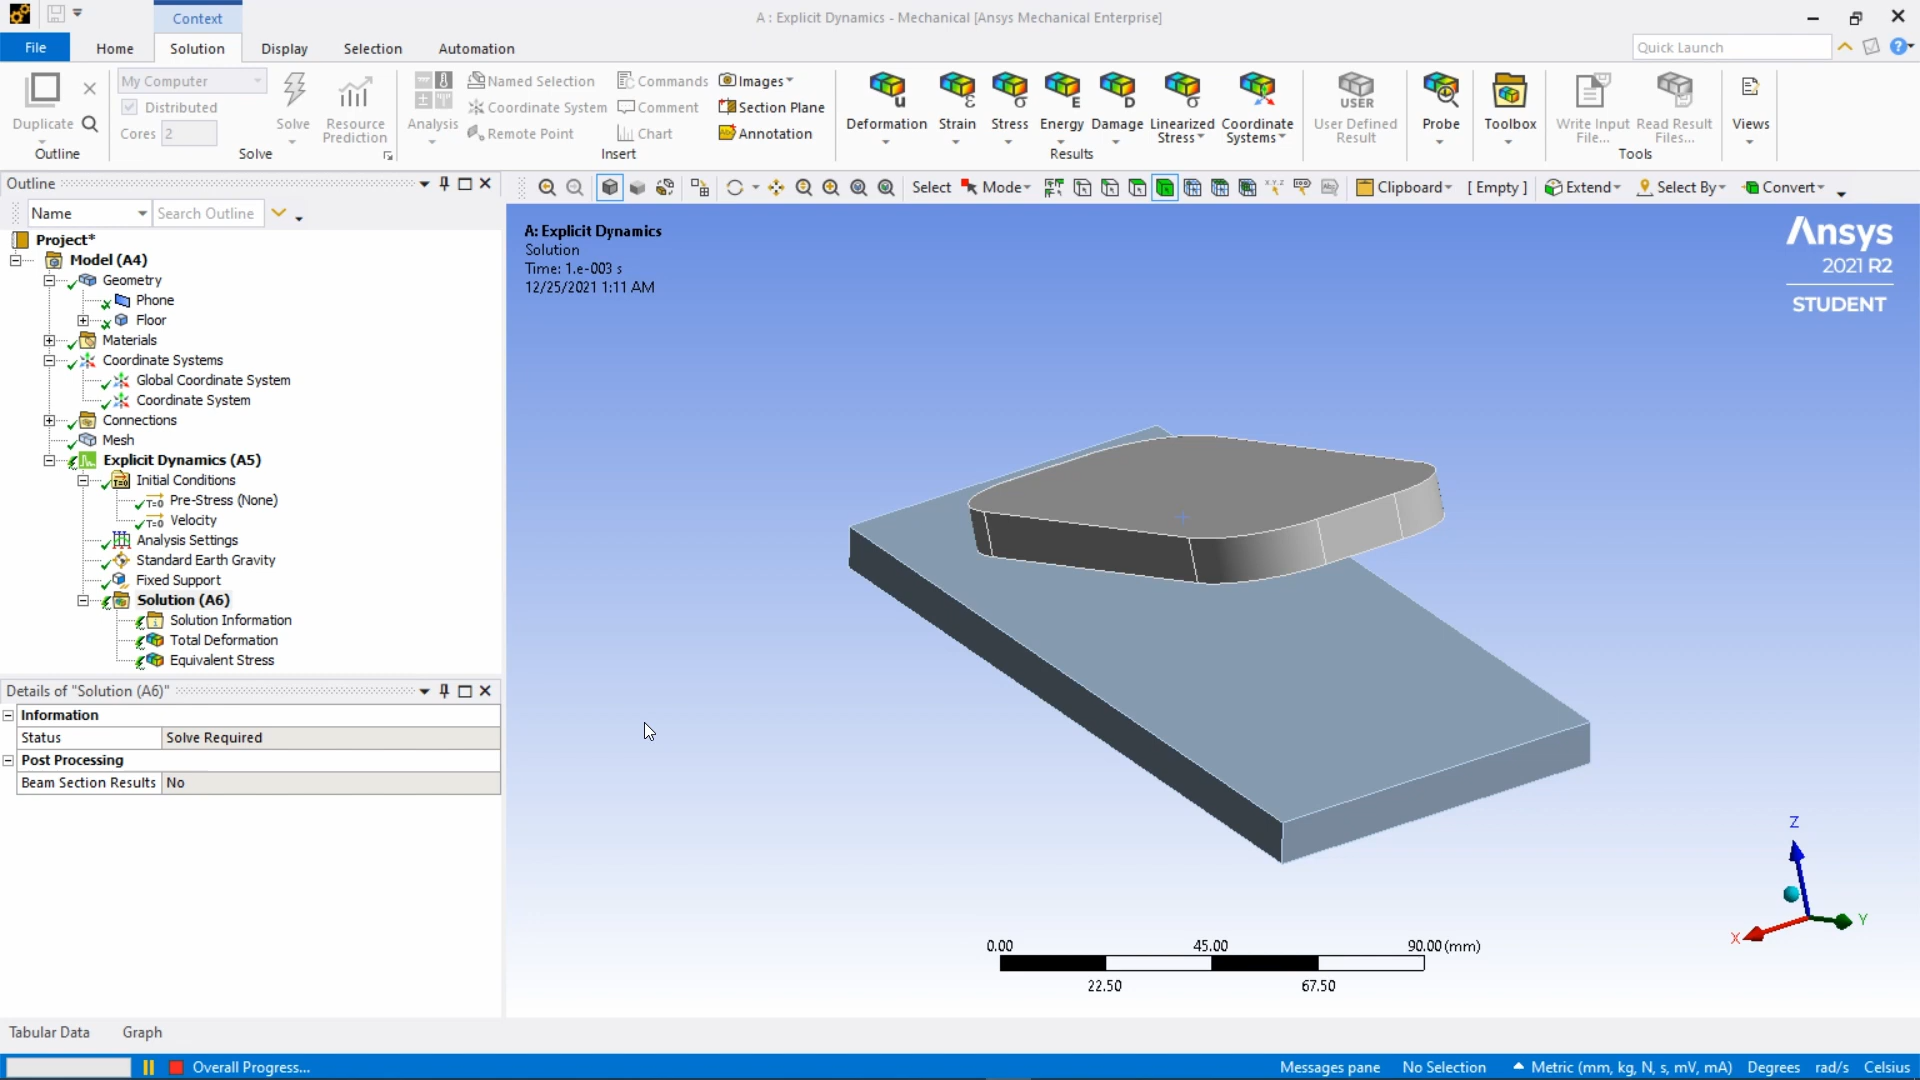 Context
A : Explicit Dynamics - Mechanical [Ansys Mechanical Enterprise]
File Home Solution Display Selection Automation
Quick Launch
Duplicate
Outline
My Computer
Distributed
Cores 2
Solve
Resource Prediction
Solve
Analysis
Named Selection
Coordinate System
Remote Point
Commands
Comment
Chart
Images
Section Plane
Annotation
Insert
Deformation
Strain
Stress
Energy
Damage
Linearized Stress
Coordinate Systems
Results
USER
User Defined Result
Probe
Toolbox
Write Input File...
Read Result Files...
Tools
Views
Outline
Name
Search Outline
Select Mode Clipboard [ Empty ] Extend Select By Convert
Project*
Model (A4)
Geometry
Phone
Floor
Materials
Coordinate Systems
Global Coordinate System
Coordinate System
Connections
Mesh
Explicit Dynamics (A5)
Initial Conditions
Pre-Stress (None)
Velocity
Analysis Settings
Standard Earth Gravity
Fixed Support
Solution (A6)
Solution Information
Total Deformation
Equivalent Stress
Details of "Solution (A6)"
Information
Status Solve Required
Post Processing
Beam Section Results No
A: Explicit Dynamics
Solution
Time: 1.e-003 s
12/25/2021 1:11 AM
Ansys
2021 R2
STUDENT
Z
Y
X
0.00 45.00 90.00 (mm)
22.50 67.50
Tabular Data Graph
Overall Progress...
Messages pane No Selection Metric (mm, kg, N, s, mV, mA) Degrees rad/s Celsius